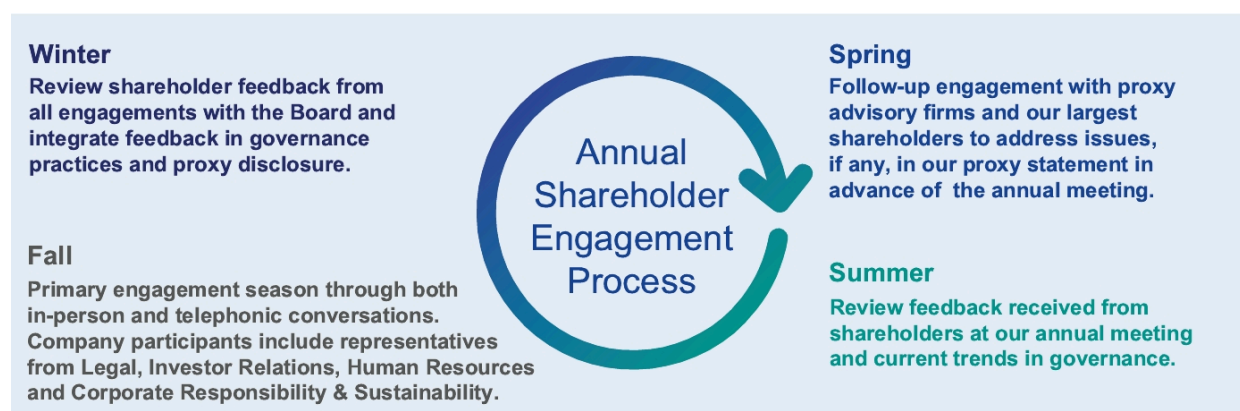 Winter
Review shareholder feedback from
all engagements with the Board and
integrate feedback in governance
practices and proxy disclosure.
Annual
Shareholder
Engagement
Process
Spring
Follow-up engagement with proxy
advisory firms and our largest
shareholders to address issues,
if any, in our proxy statement in
advance of the annual meeting.
Fall
Primary engagement season through both
in-person and telephonic conversations.
Company participants include representatives
from Legal, Investor Relations, Human Resources
and Corporate Responsibility & Sustainability.
Summer
Review feedback received from
shareholders at our annual meeting
and current trends in governance.